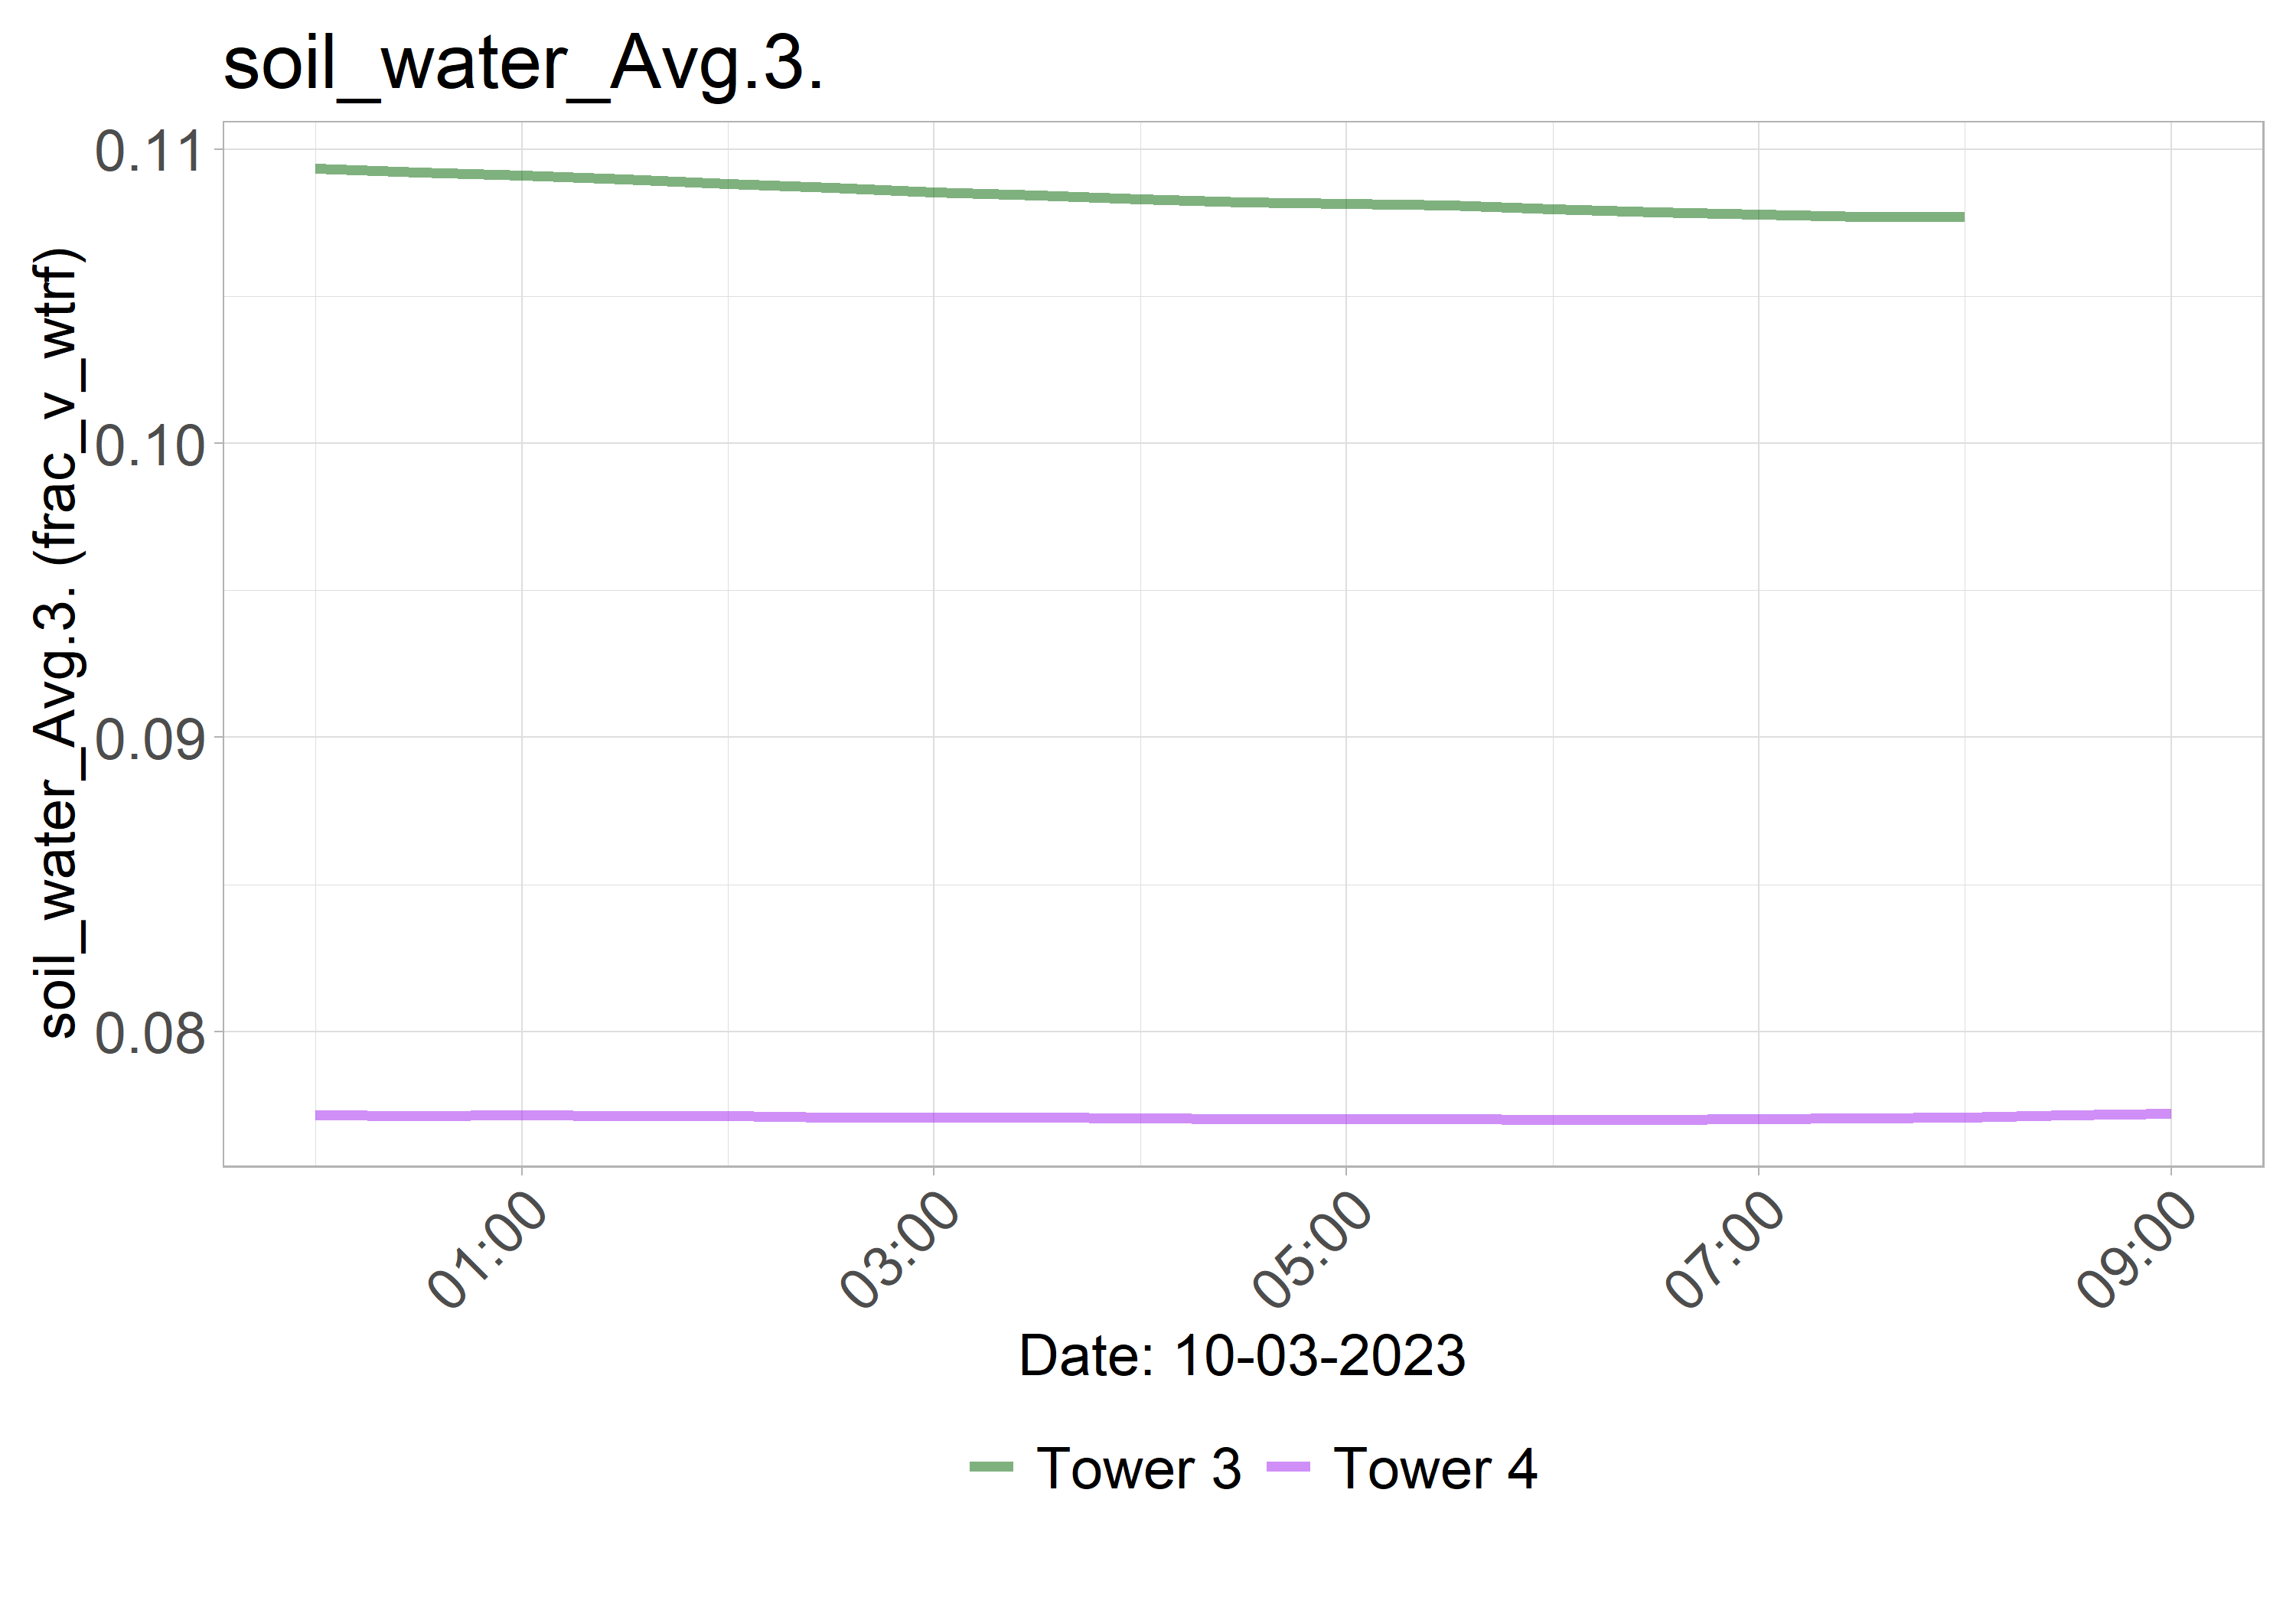 soil_water_Avg.3.
soil_water_Avg.3. (frac_v_wtrf)
0.11
0.10
0.09
0.08
01:00
03:00
05:00
07:00
09:00
Date: 10-03-2023
Tower 3
Tower 4